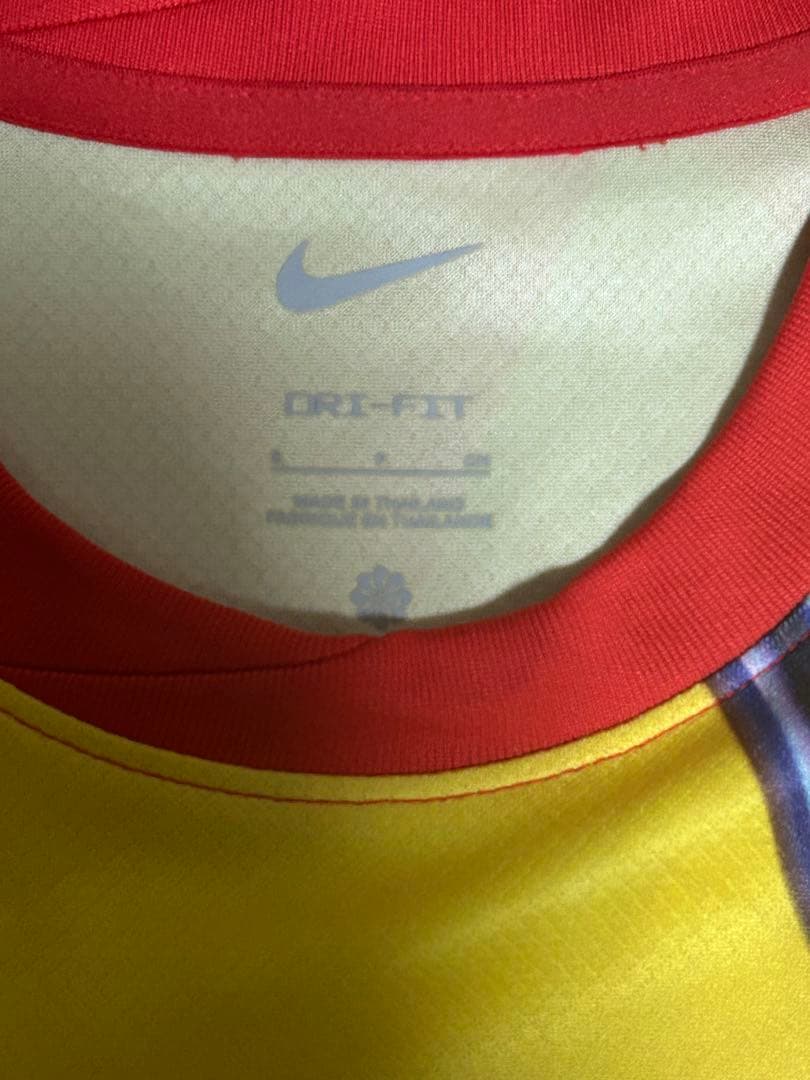 DRI-FIT
MADE IN THAILAND
FABRIQUÉ EN THAÏLANDE